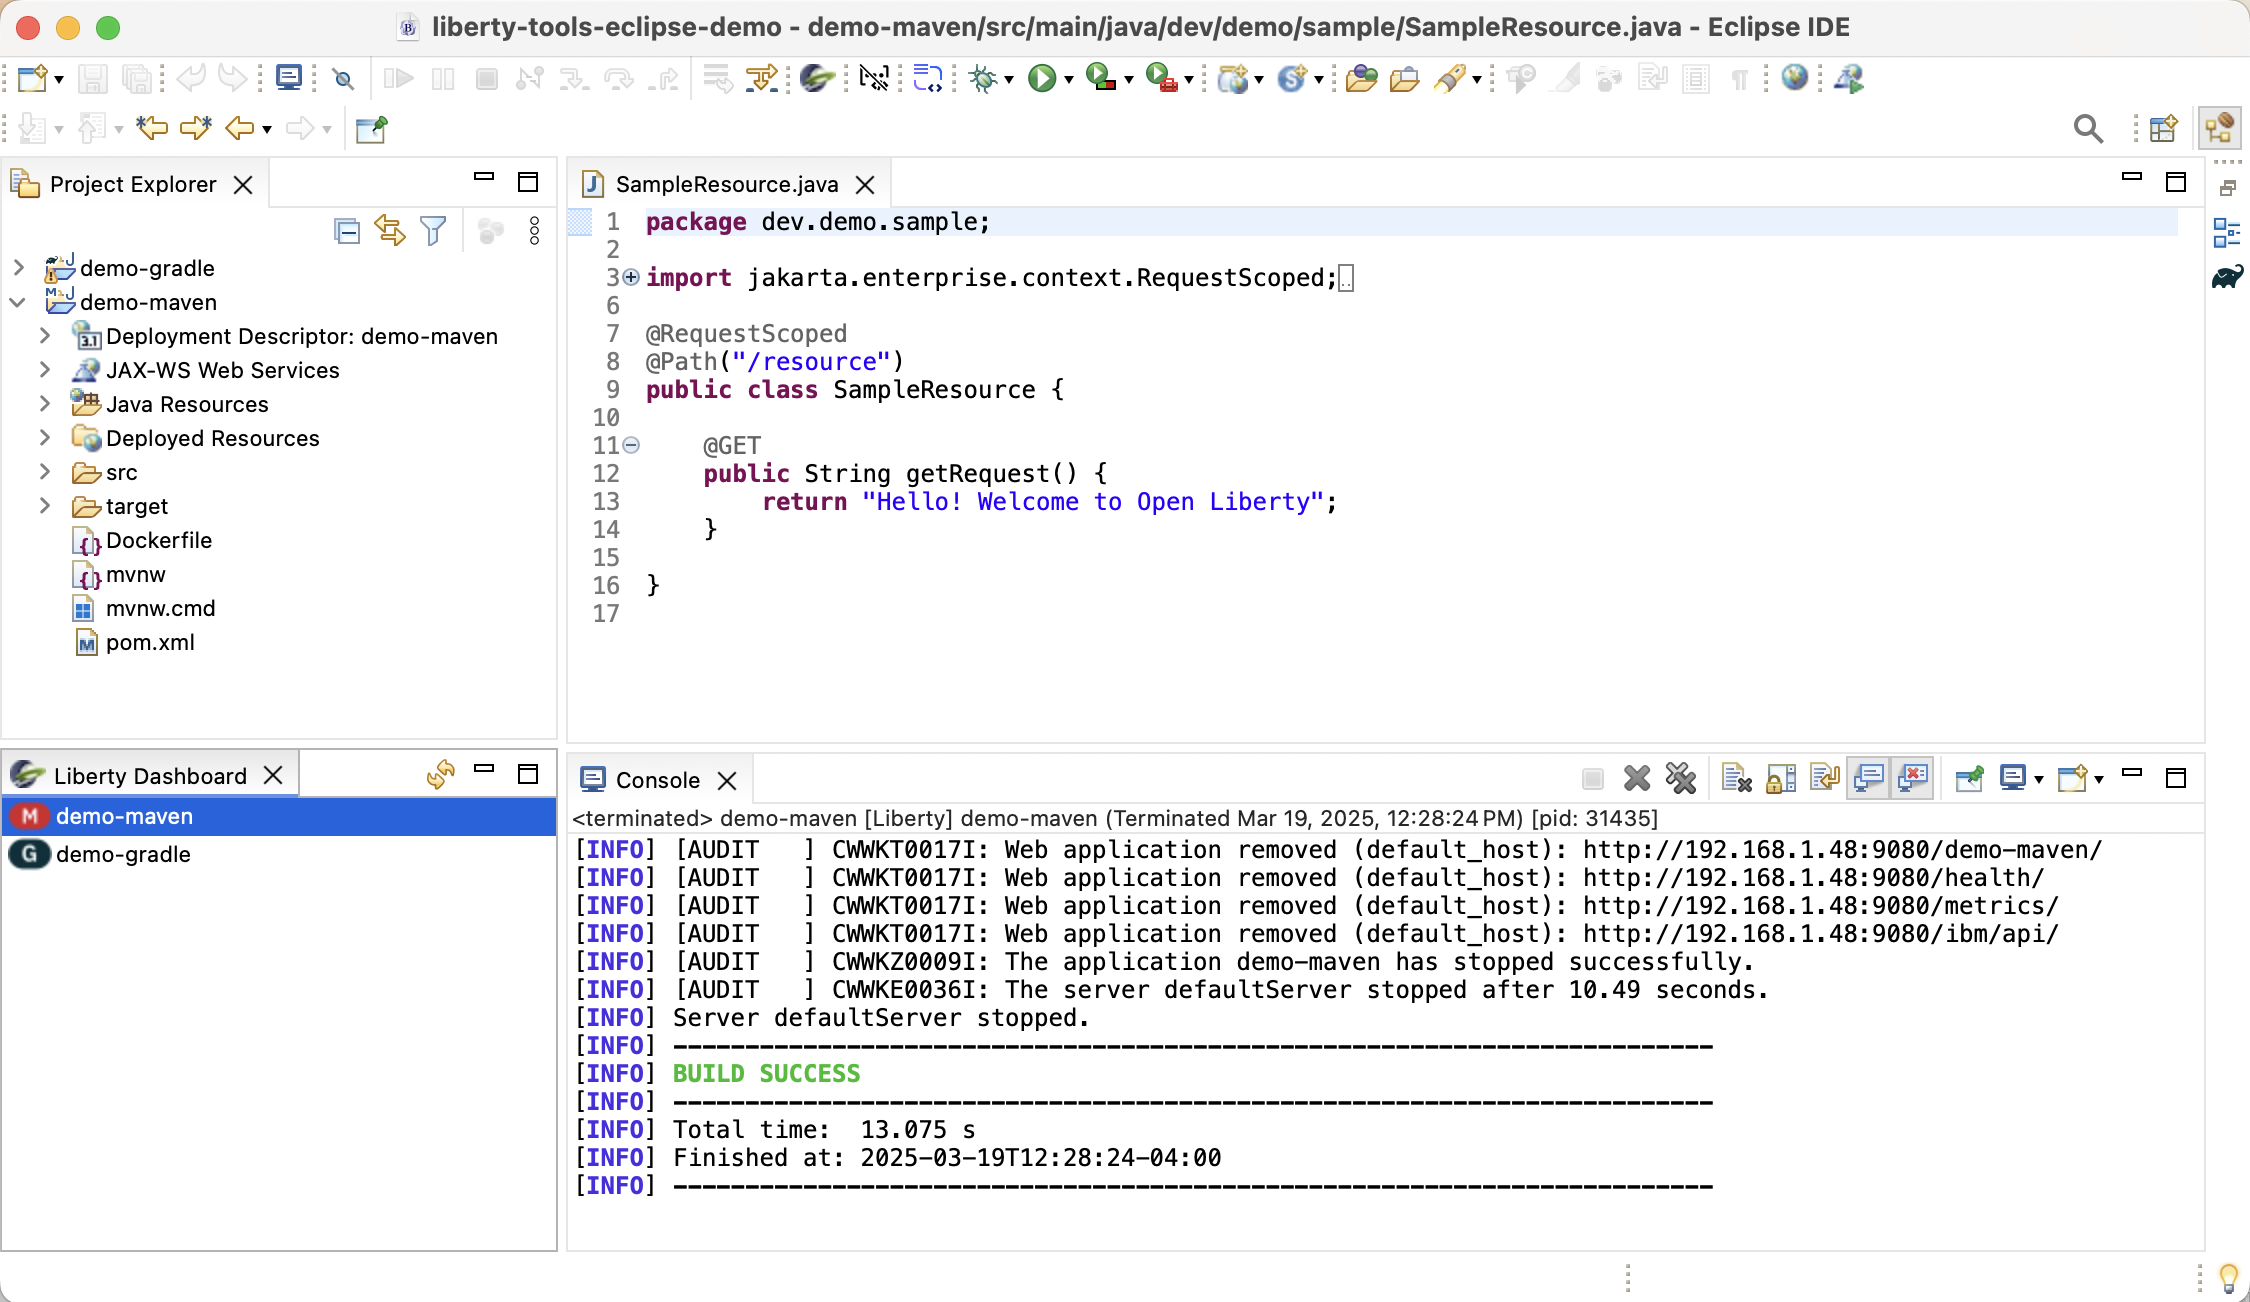 liberty-tools-eclipse-demo - demo-maven/src/main/java/dev/demo/sample/SampleResource.java - Eclipse IDE
Project Explorer
demo-gradle
demo-maven
Deployment Descriptor: demo-maven
JAX-WS Web Services
Java Resources
Deployed Resources
src
target
Dockerfile
mvnw
mvnw.cmd
pom.xml
SampleResource.java
1 package dev.demo.sample;
2
3 import jakarta.enterprise.context.RequestScoped;
6
7 @RequestScoped
8 @Path("/resource")
9 public class SampleResource {
10
11 @GET
12 public String getRequest() {
13 return "Hello! Welcome to Open Liberty";
14 }
15
16 }
17
Liberty Dashboard
M demo-maven
G demo-gradle
Console
<terminated> demo-maven [Liberty] demo-maven (Terminated Mar 19, 2025, 12:28:24 PM) [pid: 31435]
[INFO] [AUDIT   ] CWWKT0017I: Web application removed (default_host): http://192.168.1.48:9080/demo-maven/
[INFO] [AUDIT   ] CWWKT0017I: Web application removed (default_host): http://192.168.1.48:9080/health/
[INFO] [AUDIT   ] CWWKT0017I: Web application removed (default_host): http://192.168.1.48:9080/metrics/
[INFO] [AUDIT   ] CWWKT0017I: Web application removed (default_host): http://192.168.1.48:9080/ibm/api/
[INFO] [AUDIT   ] CWWKZ0009I: The application demo-maven has stopped successfully.
[INFO] [AUDIT   ] CWWKE0036I: The server defaultServer stopped after 10.49 seconds.
[INFO] Server defaultServer stopped.
[INFO] ------------------------------------------------------------------------
[INFO] BUILD SUCCESS
[INFO] ------------------------------------------------------------------------
[INFO] Total time:  13.075 s
[INFO] Finished at: 2025-03-19T12:28:24-04:00
[INFO] ------------------------------------------------------------------------